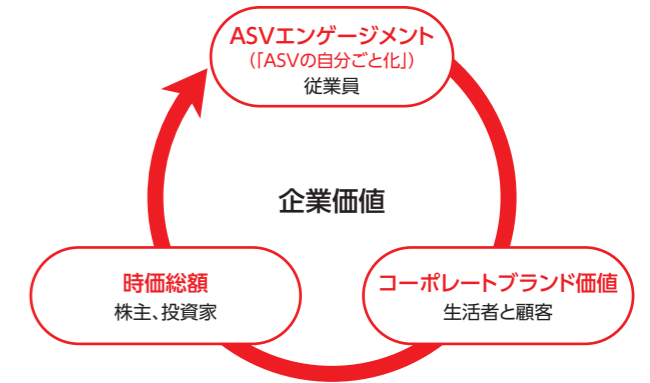 ASVエンゲージメント
(「ASVの自分ごと化」)
従業員
企業価値
時価総額
株主、投資家
コーポレートブランド価値
生活者と顧客